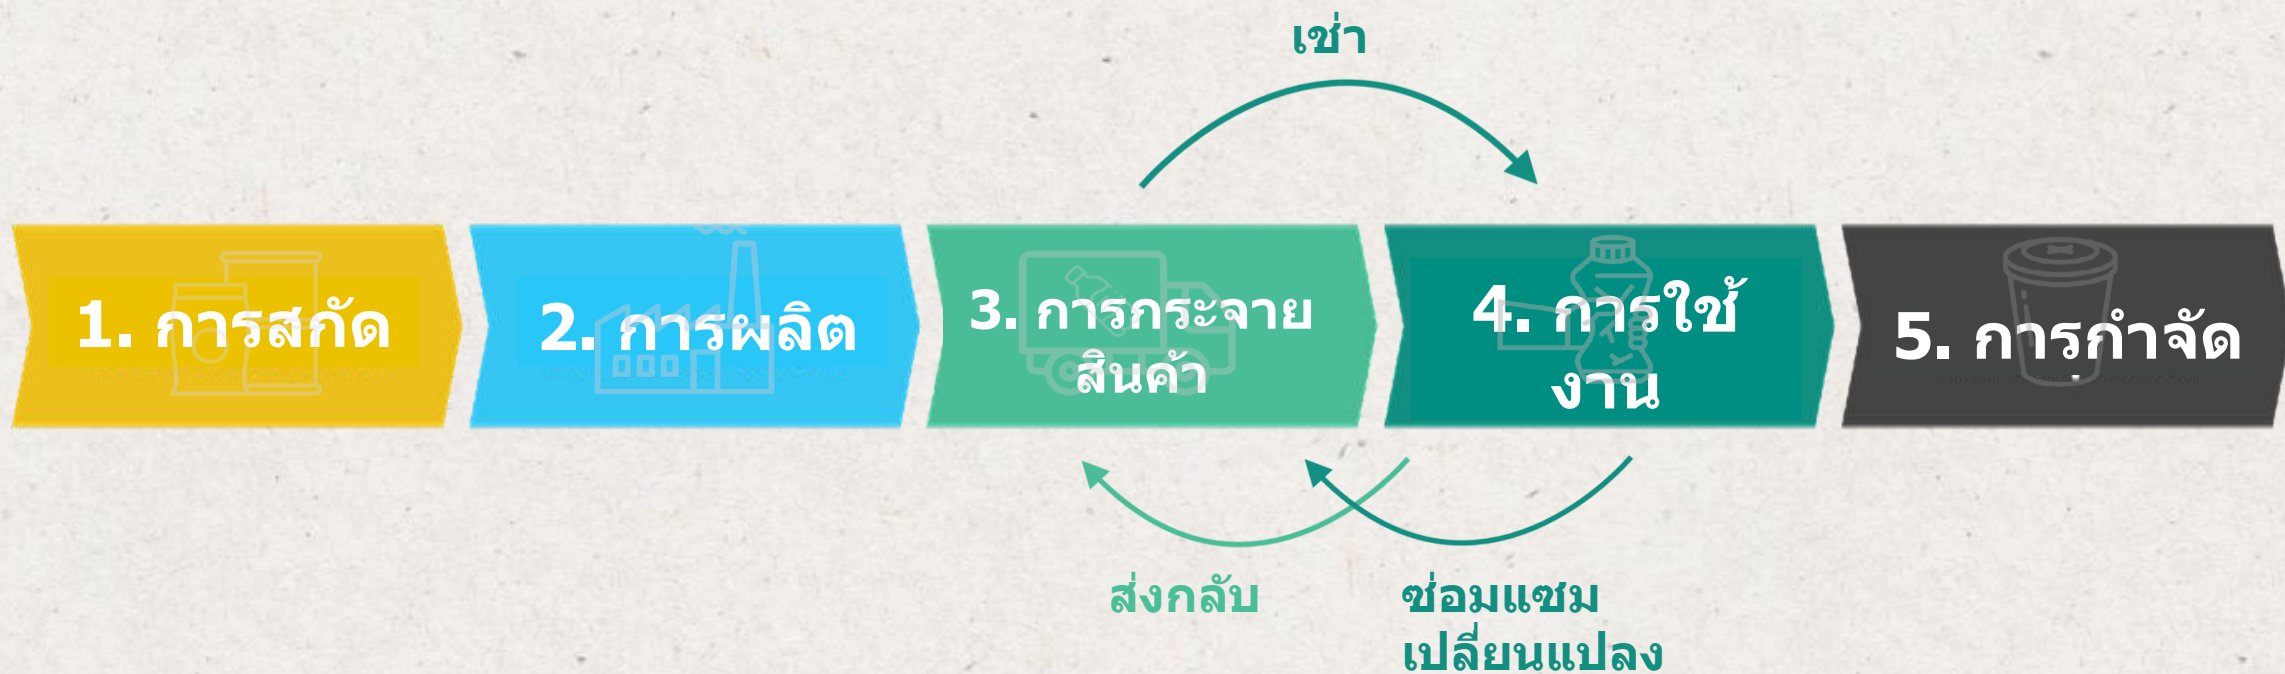 เช่า
1. การสกัด
2. การผลิต
3. การกระจาย
สินค้า
4. การใช้
งาน
5. การกำจัด
ส่งกลับ
ซ่อมแซม
เปลี่ยนแปลง